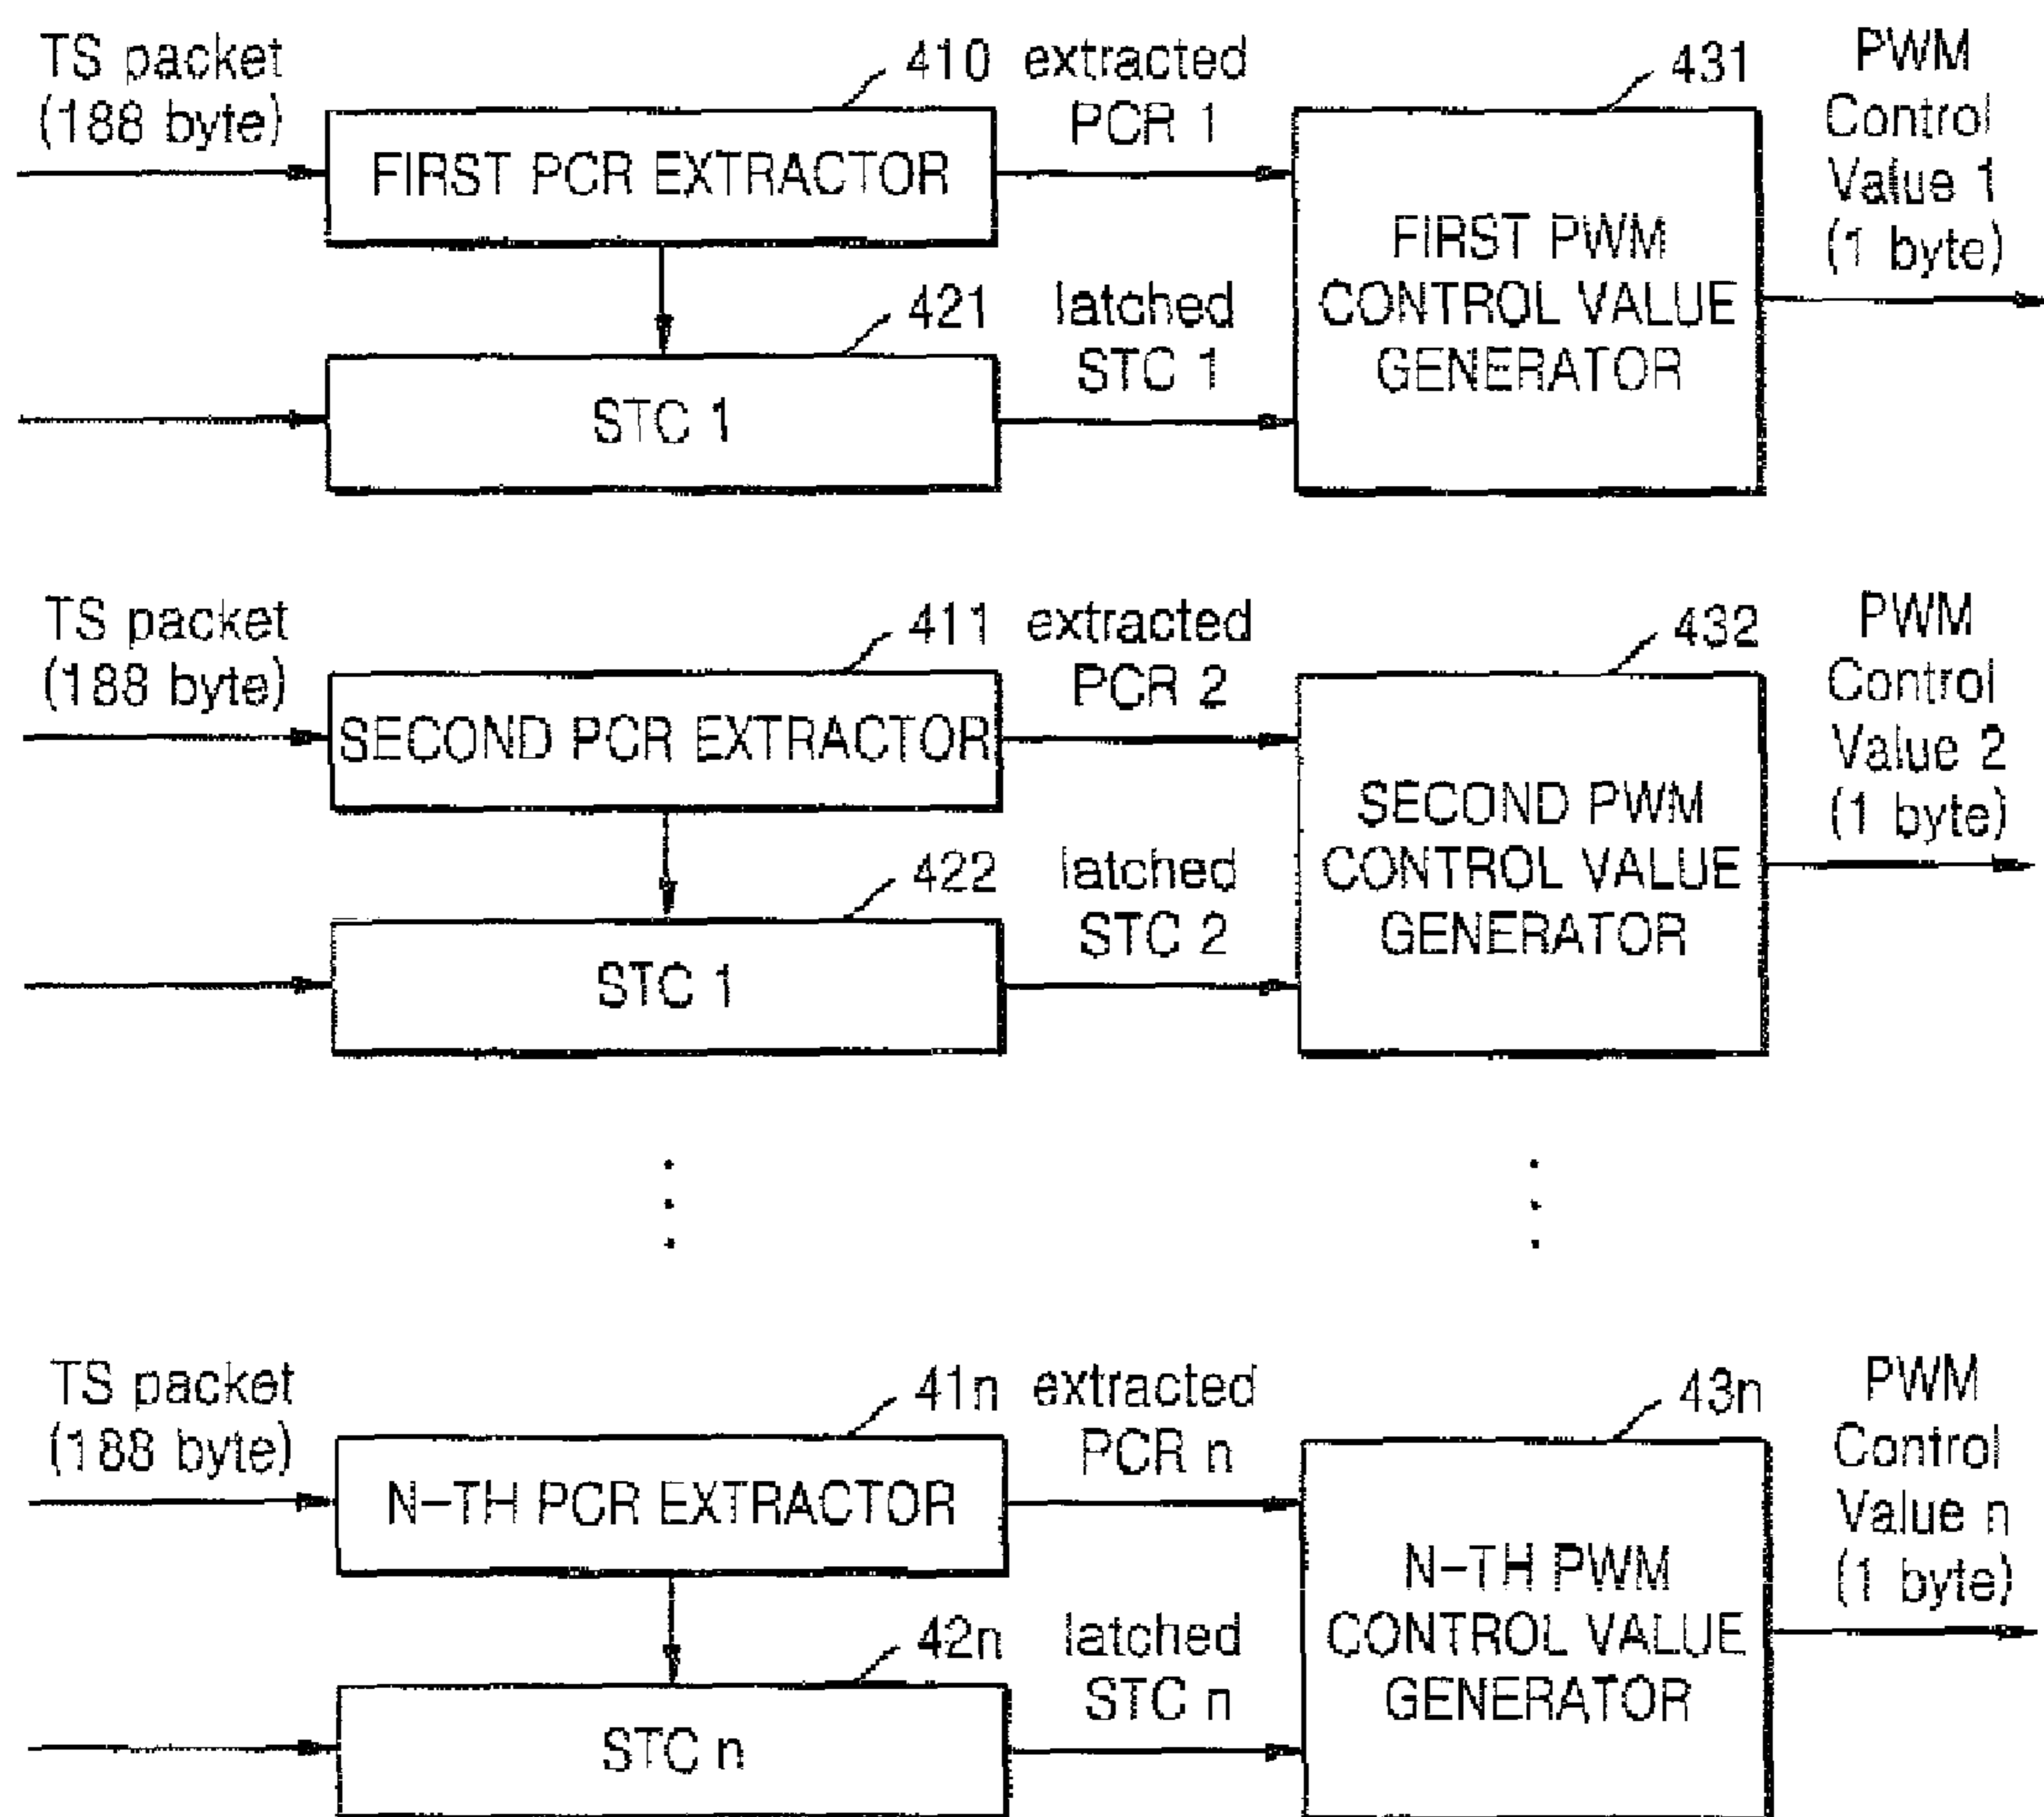 TS packet
(188 byte)
410
extracted
PCR 1
431
PWM
Control
Value 1
(1 byte)
FIRST PCR EXTRACTOR
FIRST PWM
CONTROL VALUE
GENERATOR
421
latched
STC 1
STC 1
TS packet
(188 byte)
411
extracted
PCR 2
432
PWM
Control
Value 2
(1 byte)
SECOND PCR EXTRACTOR
SECOND PWM
CONTROL VALUE
GENERATOR
422
latched
STC 2
STC 1
TS packet
(188 byte)
41n
extracted
PCR n
43n
PWM
Control
Value n
(1 byte)
N-TH PCR EXTRACTOR
N-TH PWM
CONTROL VALUE
GENERATOR
42n
latched
STC n
STC n